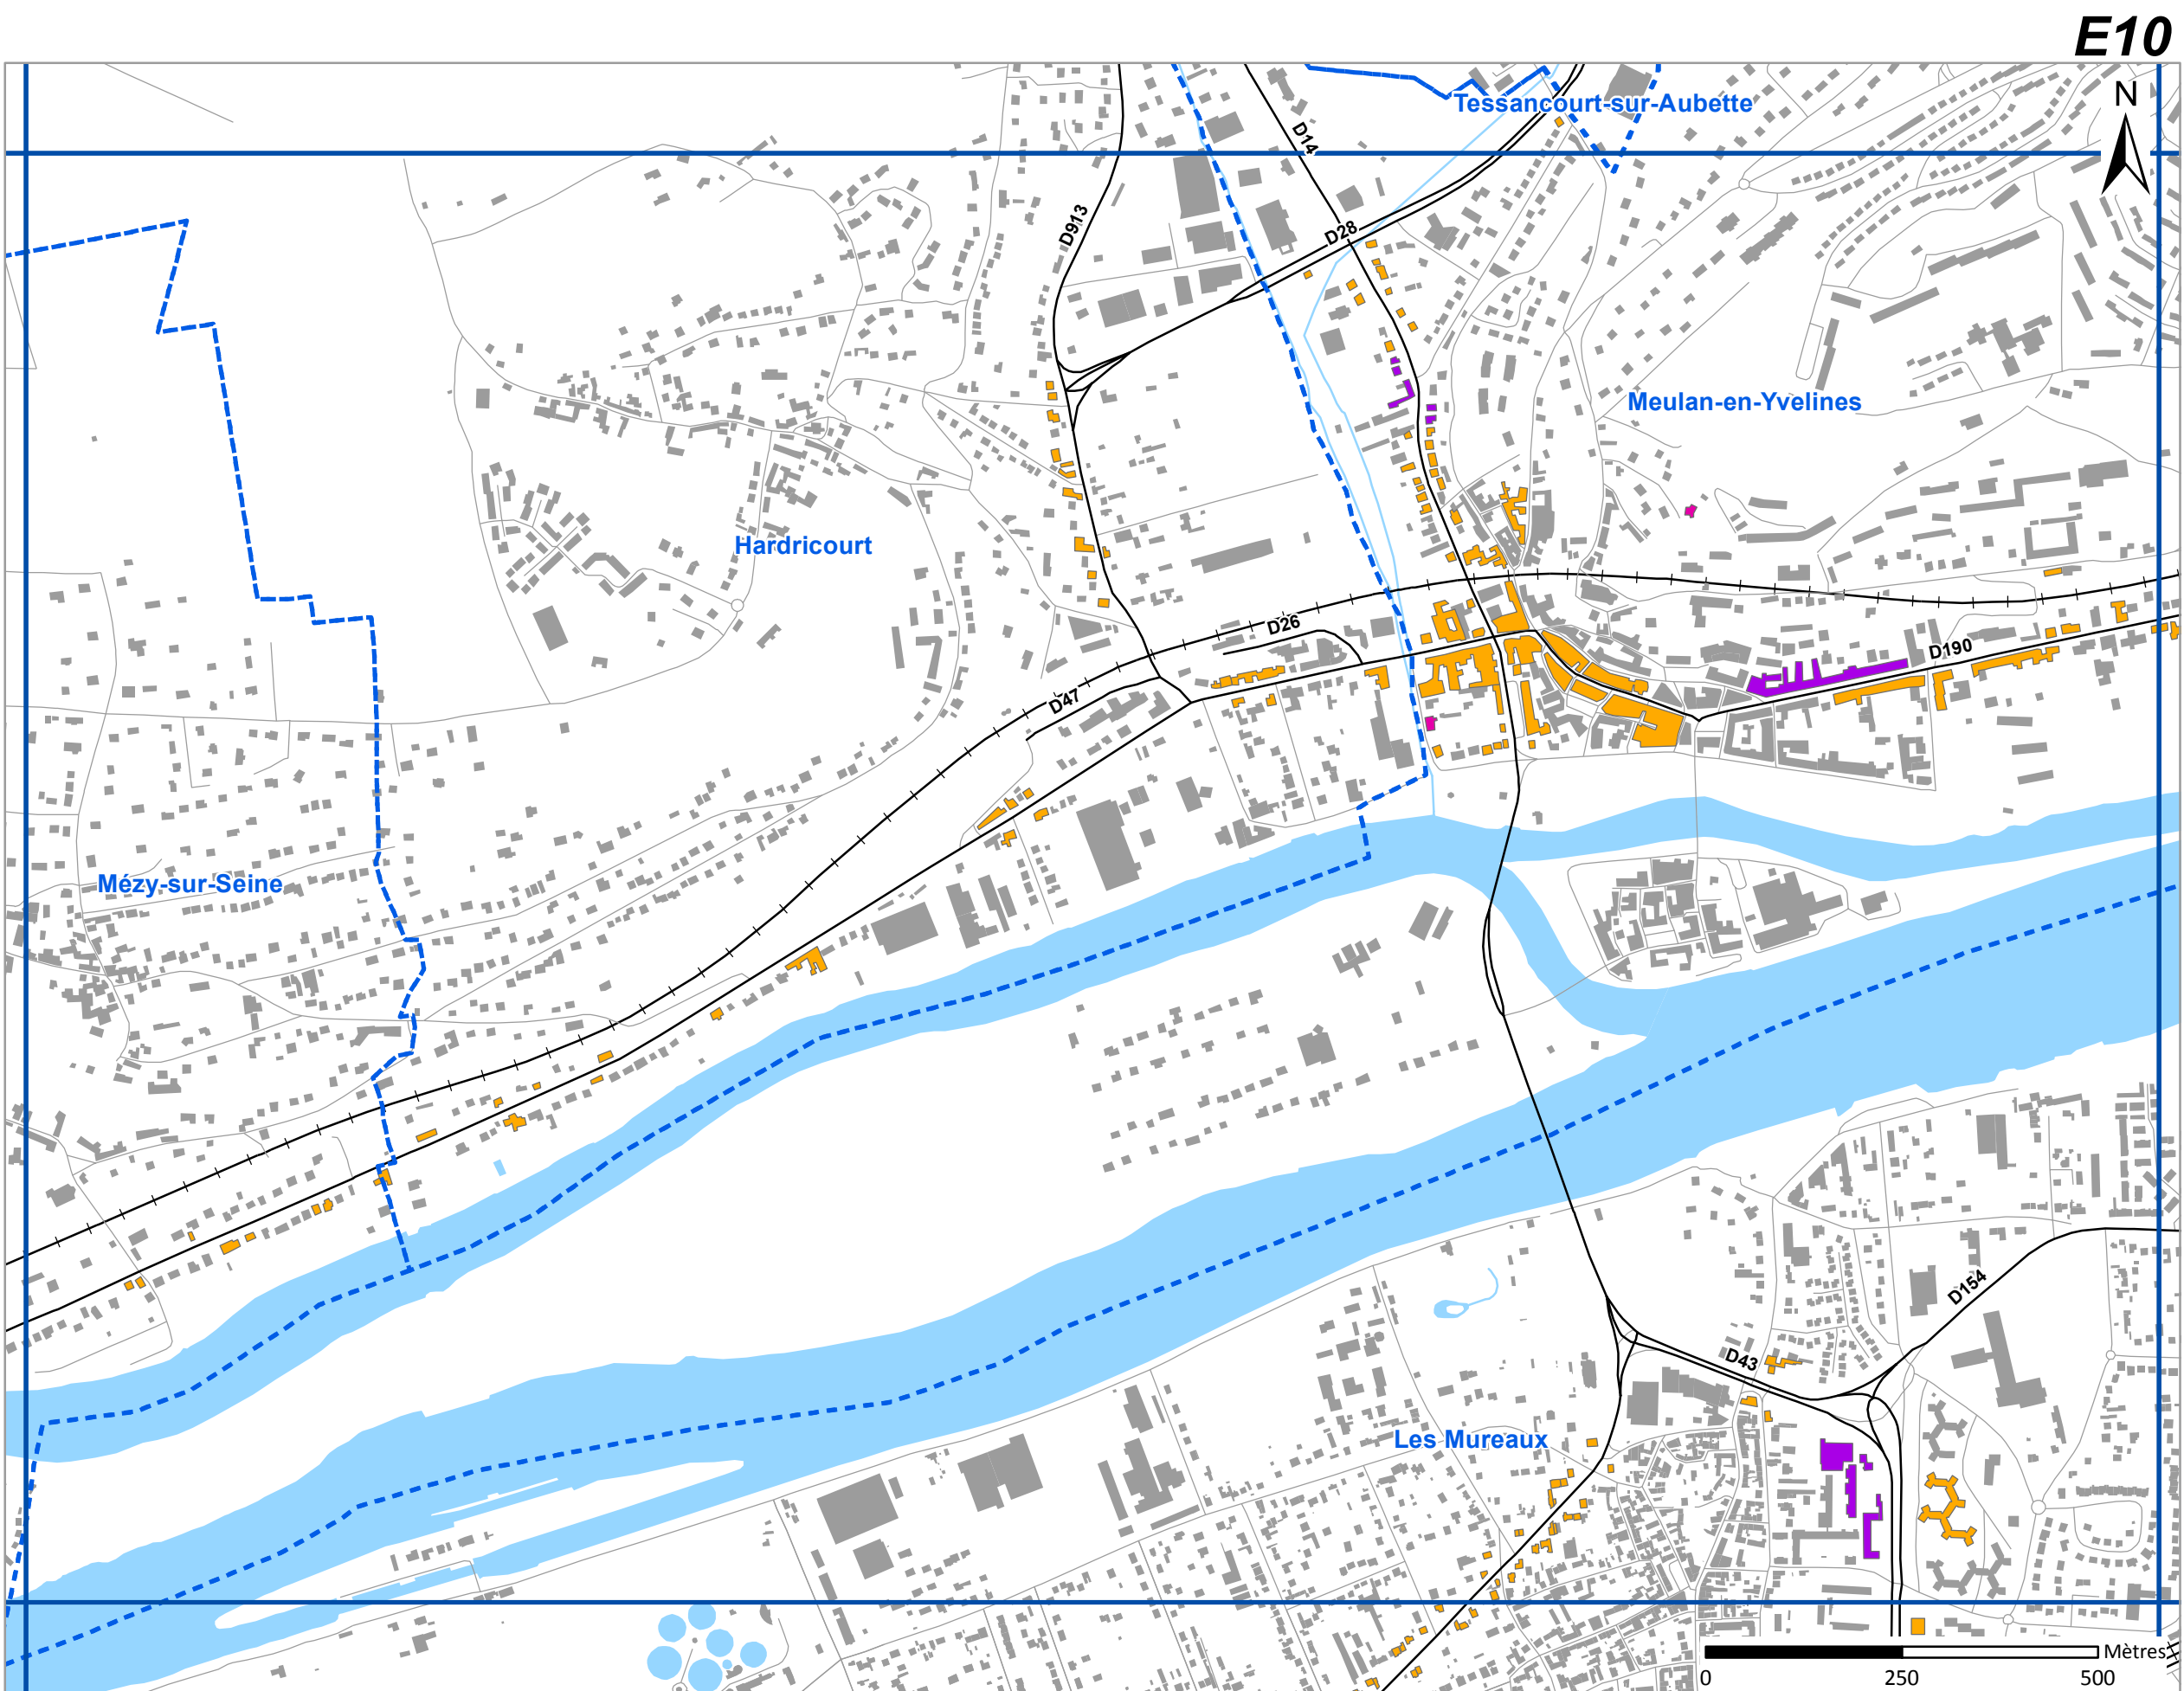 E10
Tessancourt-sur-Aubette
N
D14
D913
D28
Meulan-en-Yvelines
Hardricourt
D26
D190
D47
Mézy-sur-Seine
D154
D43
Les Mureaux
Mètres
0 250 500